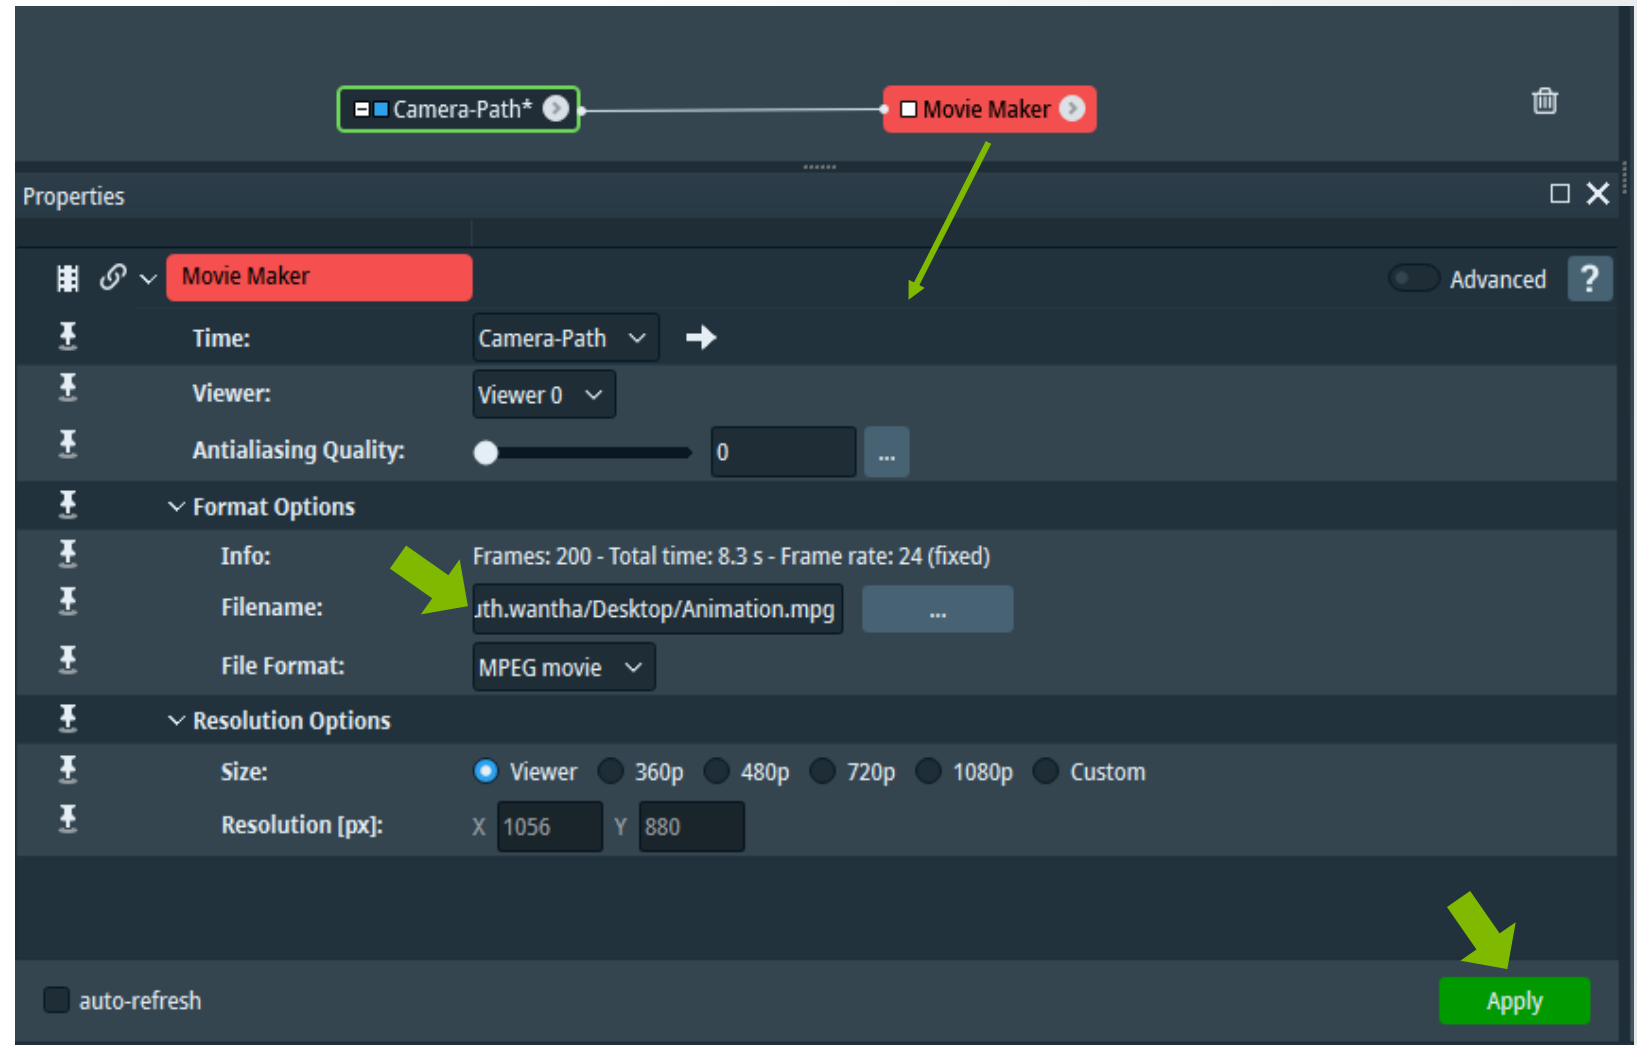 Camera-Path* Movie Maker
Properties
Movie Maker Advanced ?
Time: Camera-Path
Viewer: Viewer 0
Antialiasing Quality: 0 ...
Format Options
Info: Frames: 200 - Total time: 8.3 s - Frame rate: 24 (fixed)
Filename: uth.wantha/Desktop/Animation.mpg ...
File Format: MPEG movie
Resolution Options
Size: Viewer 360p 480p 720p 1080p Custom
Resolution [px]: X 1056 Y 880
auto-refresh Apply